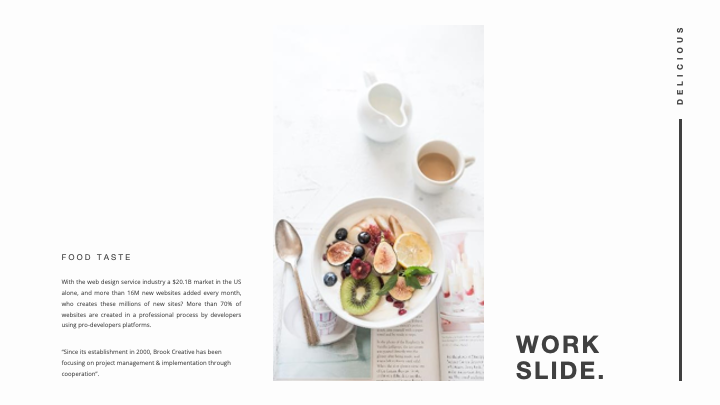 DELICIOUS
FOOD TASTE
With the web design service industry a $20.1B market in the US
alone, and more than 16M new websites added every month,
who creates these millions of new sites? More than 70% of
websites are created in a professional process by developers
using pro-developers platforms.
"Since its establishment in 2000, Brook Creative has been
focusing on project management & implementation through
cooperation".
WORK
SLIDE.